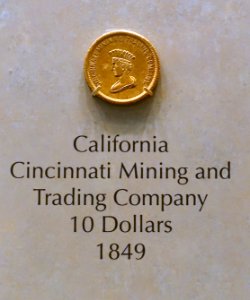 California
Cincinnati Mining and
Trading Company
10 Dollars
1849